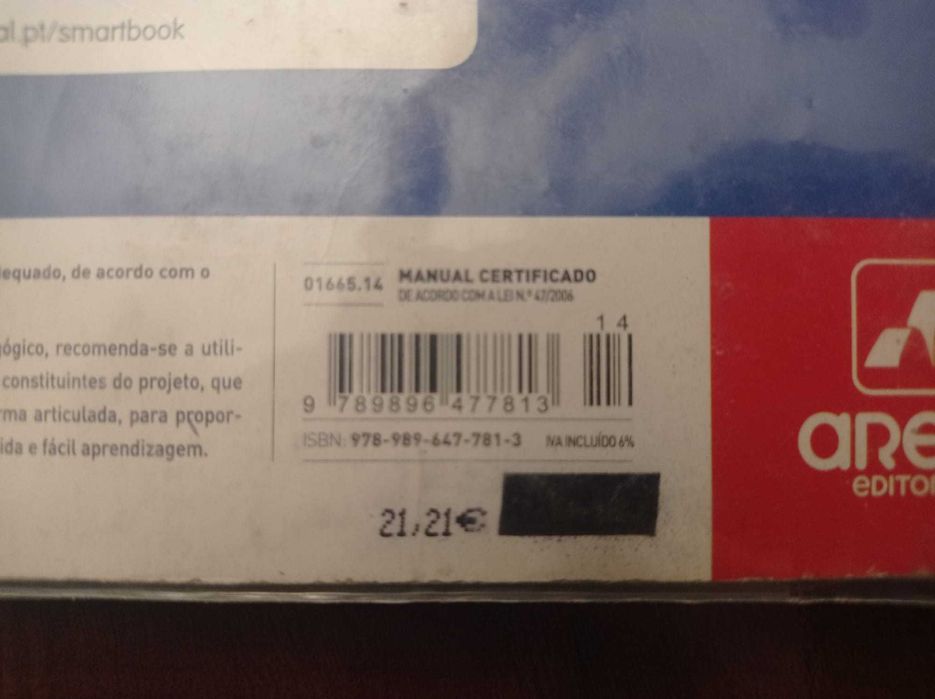 al.pt/smartbook
dequado, de acordo com o
gógico, recomenda-se a utili-
constituintes do projeto, que
rma articulada, para propor-
ida e fácil aprendizagem.
01665.14
MANUAL CERTIFICADO
DE ACORDO COM A LEI N.º 47/2006
14
9 789896 477813
ISBN: 978-989-647-781-3
IVA INCLUÍDO 6%
21,21€
ARE
EDITOR